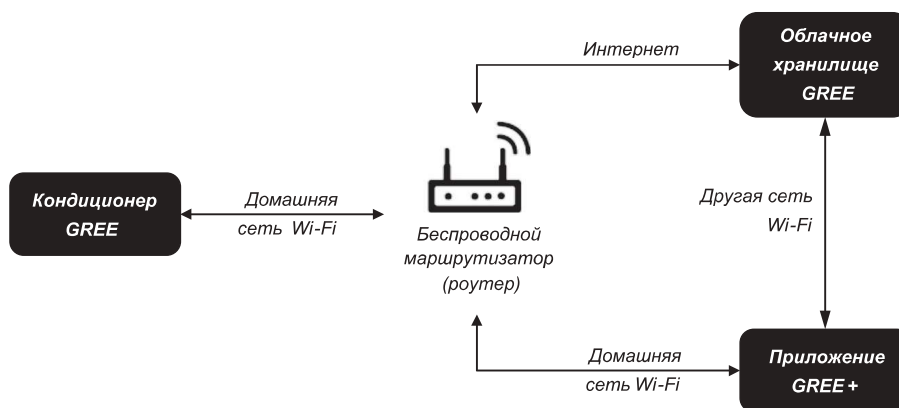 Интернет
Облачное
хранилище
GREE
Кондиционер
GREE
Домашняя
сеть Wi-Fi
Беспроводной
маршрутизатор
(роутер)
Другая сеть
Wi-Fi
Домашняя
сеть Wi-Fi
Приложение
GREE +